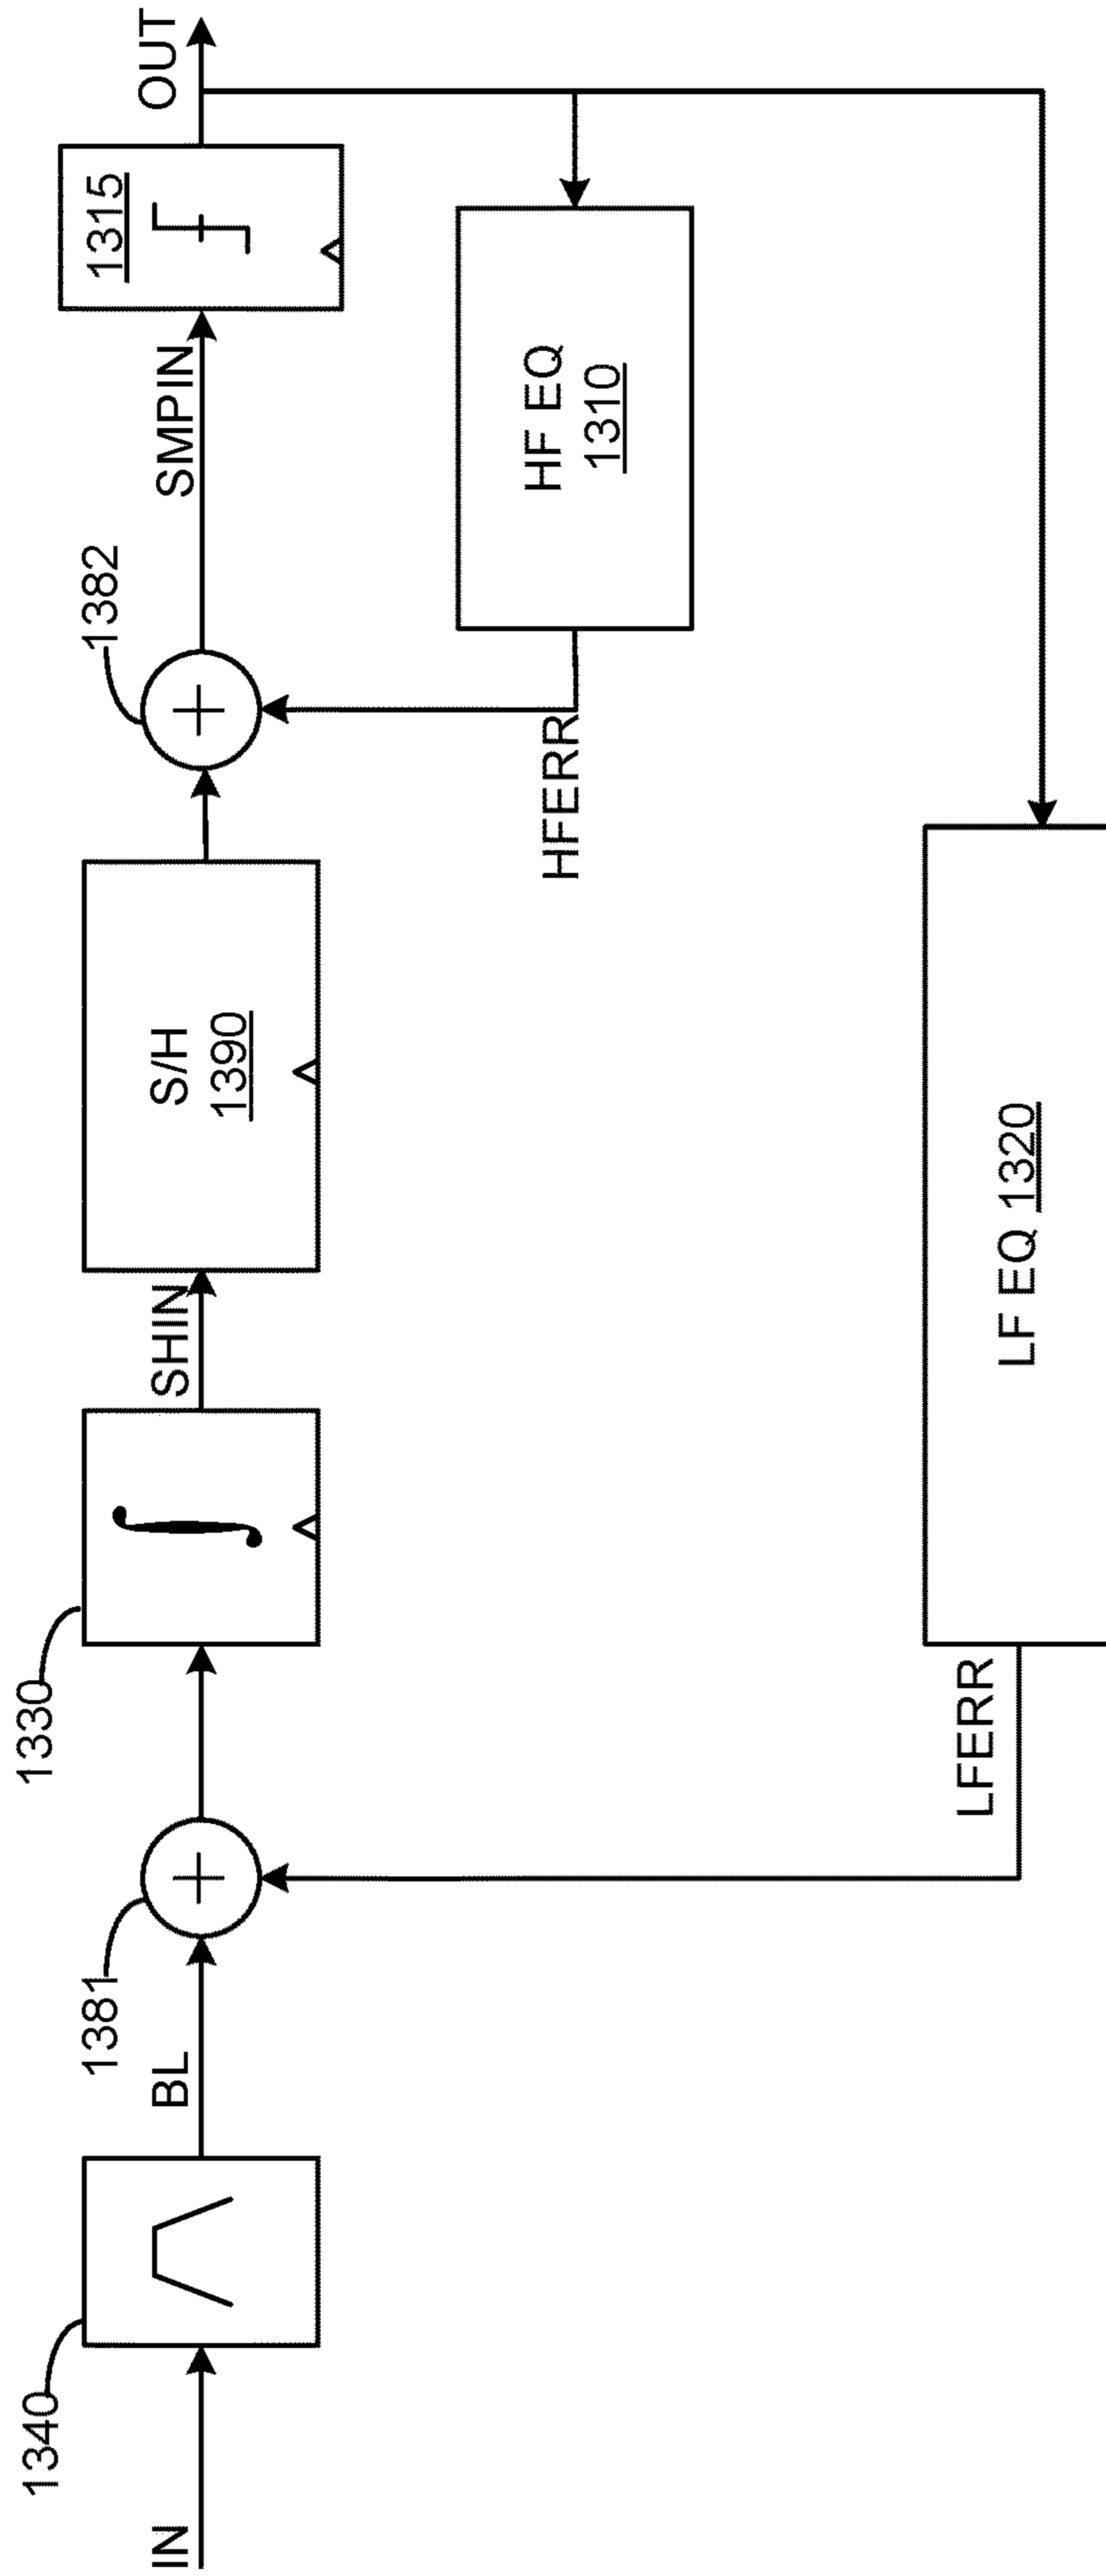 IN
1340
BL
1381
1330
SHIN
S/H
1390
1382
SMPIN
1315
OUT
HFERR
HF EQ
1310
LFERR
LF EQ 1320